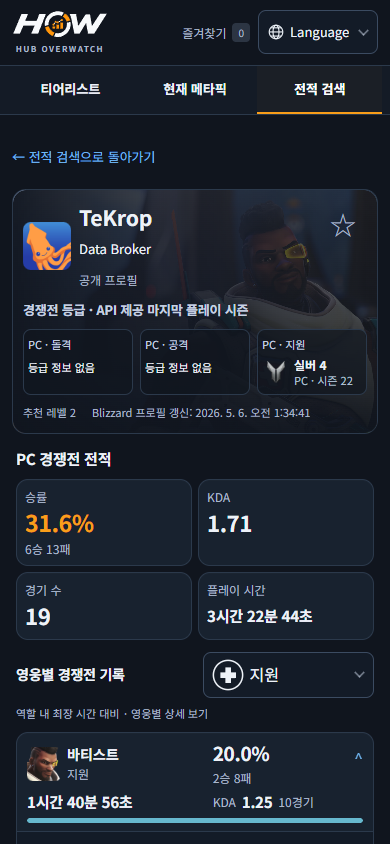 HOW
HUB OVERWATCH
즐겨찾기 0
Language
티어리스트 현재 메타픽 전적 검색
← 전적 검색으로 돌아가기
TeKrop
Data Broker
공개 프로필
경쟁전 등급 · API 제공 마지막 플레이 시즌
PC · 돌격
등급 정보 없음
PC · 공격
등급 정보 없음
PC · 지원
실버 4
PC · 시즌 22
추천 레벨 2 Blizzard 프로필 갱신: 2026. 5. 6. 오전 1:34:41
PC 경쟁전 전적
승률
31.6%
6승 13패
KDA
1.71
경기 수
19
플레이 시간
3시간 22분 44초
영웅별 경쟁전 기록
지원
역할 내 최장 시간 대비 · 영웅별 상세 보기
바티스트
지원
20.0%
2승 8패
1시간 40분 56초
KDA 1.25 10경기